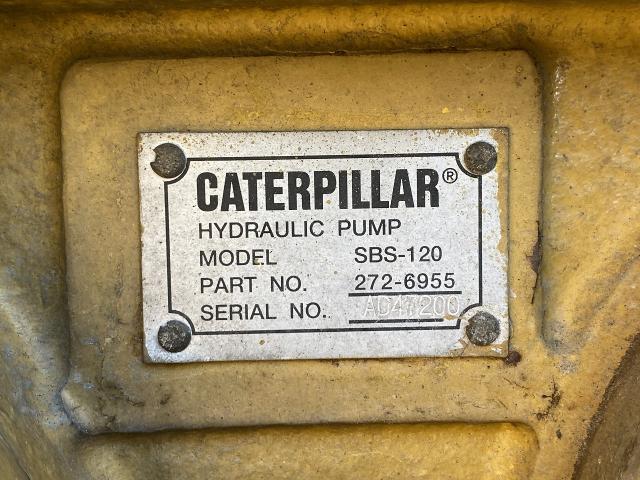 CATERPILLAR®
HYDRAULIC PUMP
MODEL SBS-120
PART NO. 272-6955
SERIAL NO.